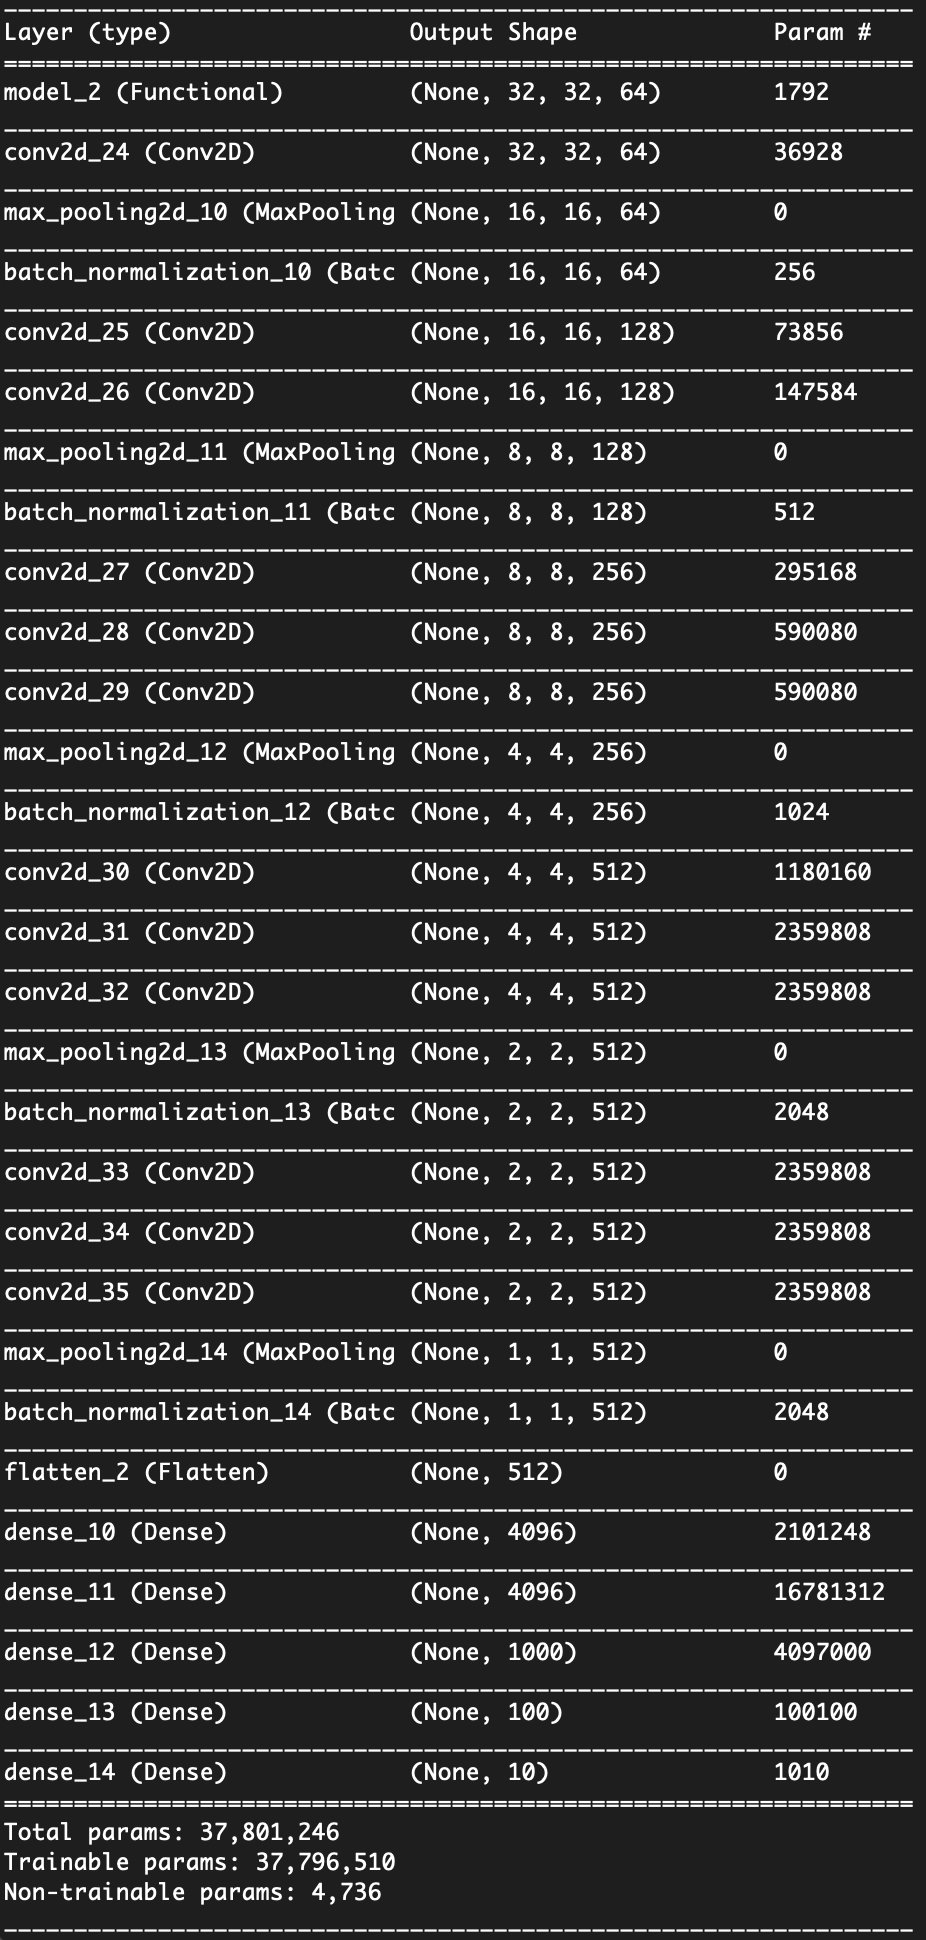 Layer (type) Output Shape Param #
model_2 (Functional) (None, 32, 32, 64) 1792
conv2d_24 (Conv2D) (None, 32, 32, 64) 36928
max_pooling2d_10 (MaxPooling (None, 16, 16, 64) 0
batch_normalization_10 (Batc (None, 16, 16, 64) 256
conv2d_25 (Conv2D) (None, 16, 16, 128) 73856
conv2d_26 (Conv2D) (None, 16, 16, 128) 147584
max_pooling2d_11 (MaxPooling (None, 8, 8, 128) 0
batch_normalization_11 (Batc (None, 8, 8, 128) 512
conv2d_27 (Conv2D) (None, 8, 8, 256) 295168
conv2d_28 (Conv2D) (None, 8, 8, 256) 590080
conv2d_29 (Conv2D) (None, 8, 8, 256) 590080
max_pooling2d_12 (MaxPooling (None, 4, 4, 256) 0
batch_normalization_12 (Batc (None, 4, 4, 256) 1024
conv2d_30 (Conv2D) (None, 4, 4, 512) 1180160
conv2d_31 (Conv2D) (None, 4, 4, 512) 2359808
conv2d_32 (Conv2D) (None, 4, 4, 512) 2359808
max_pooling2d_13 (MaxPooling (None, 2, 2, 512) 0
batch_normalization_13 (Batc (None, 2, 2, 512) 2048
conv2d_33 (Conv2D) (None, 2, 2, 512) 2359808
conv2d_34 (Conv2D) (None, 2, 2, 512) 2359808
conv2d_35 (Conv2D) (None, 2, 2, 512) 2359808
max_pooling2d_14 (MaxPooling (None, 1, 1, 512) 0
batch_normalization_14 (Batc (None, 1, 1, 512) 2048
flatten_2 (Flatten) (None, 512) 0
dense_10 (Dense) (None, 4096) 2101248
dense_11 (Dense) (None, 4096) 16781312
dense_12 (Dense) (None, 1000) 4097000
dense_13 (Dense) (None, 100) 100100
dense_14 (Dense) (None, 10) 1010
Total params: 37,801,246
Trainable params: 37,796,510
Non-trainable params: 4,736